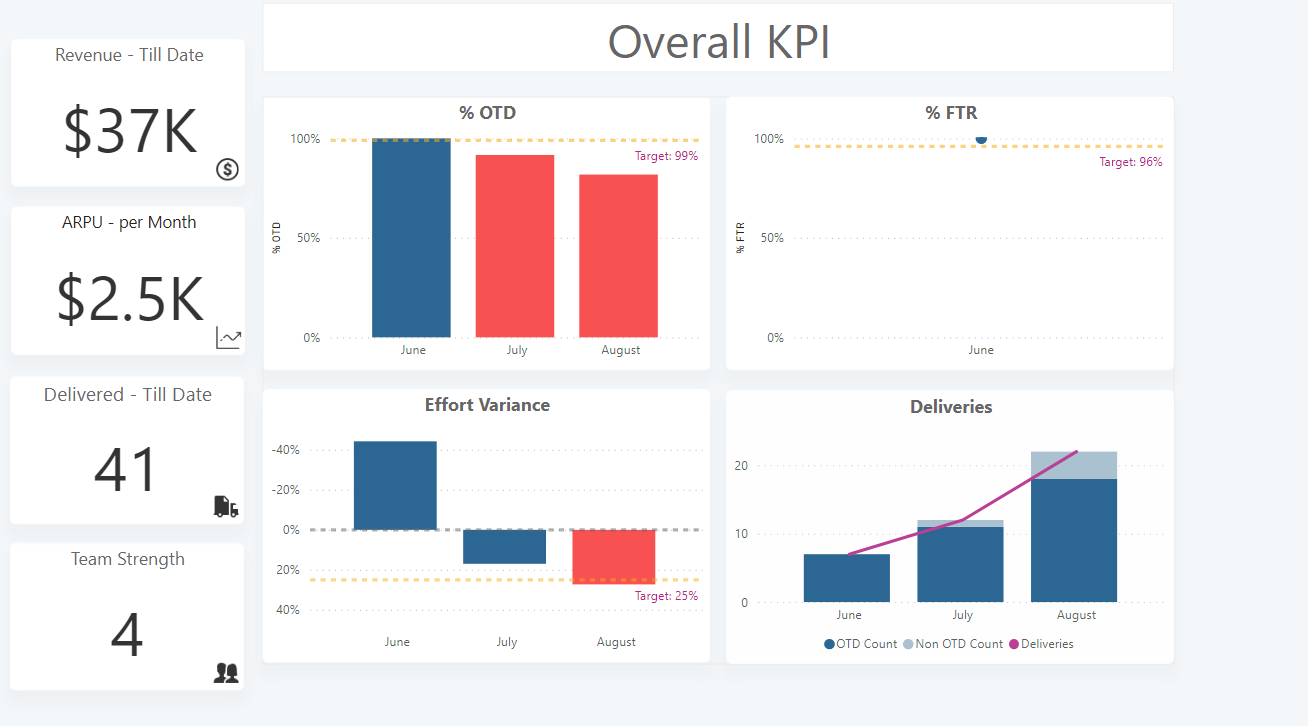 Overall KPI
Revenue - Till Date
$37K
$
ARPU - per Month
$2.5K
Delivered - Till Date
41
Team Strength
4
% OTD
% OTD
100%
50%
0%
Target: 99%
June July August
% FTR
% FTR
100%
50%
0%
Target: 96%
June
Effort Variance
-40%
-20%
0%
20%
40%
Target: 25%
June July August
Deliveries
20
10
0
June July August
OTD Count Non OTD Count Deliveries